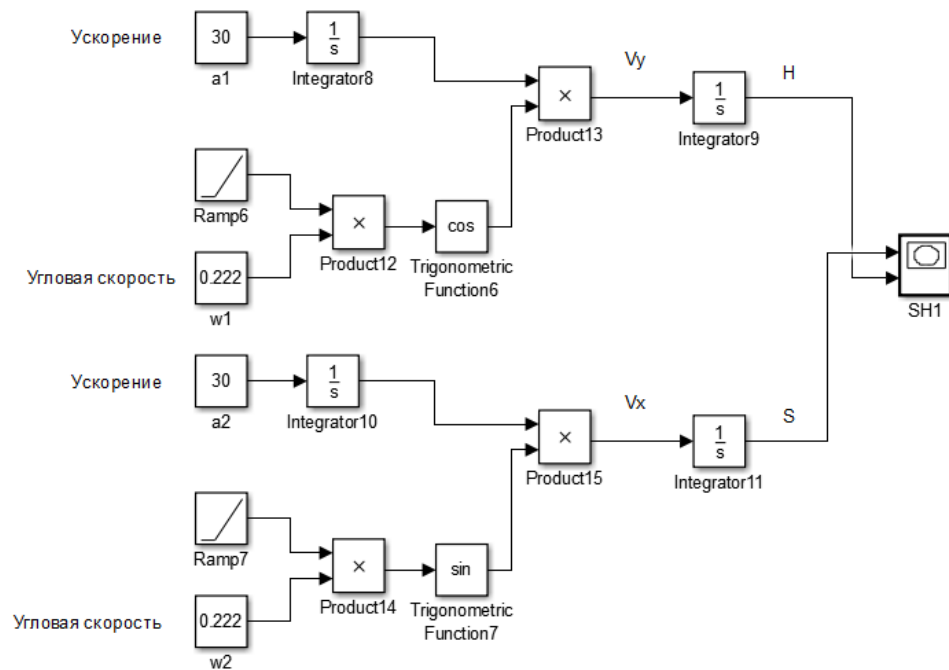 Ускорение
30
a1
1
s
Integrator8
×
Product13
Vy
1
s
Integrator9
H
Ramp6
×
Product12
cos
Trigonometric
Function6
Угловая скорость
0.222
w1
SH1
Ускорение
30
a2
1
s
Integrator10
×
Product15
Vx
1
s
Integrator11
S
Ramp7
×
Product14
sin
Trigonometric
Function7
Угловая скорость
0.222
w2